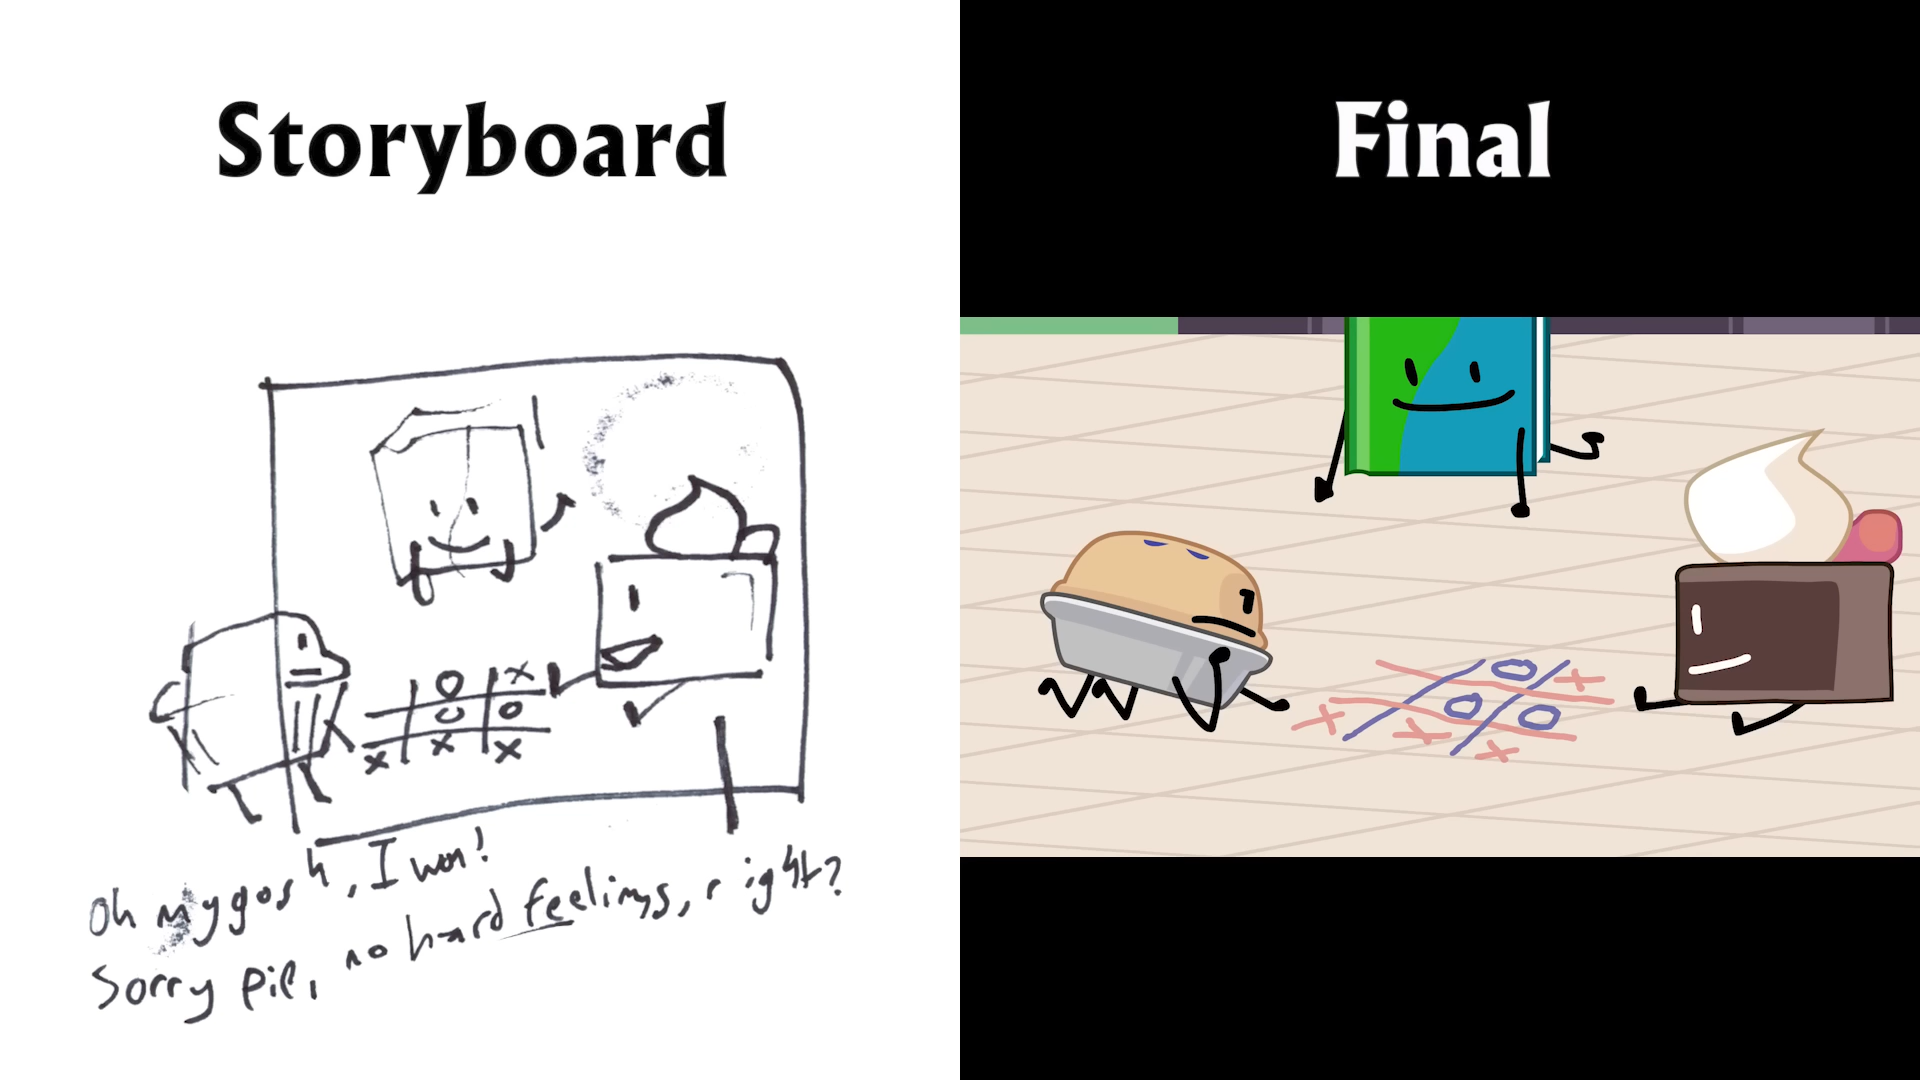 Storyboard
Final
O X
O O
X X X
O X
O O
X X X
Oh my gosh, I won!
Sorry pie, no hard feelings, right?